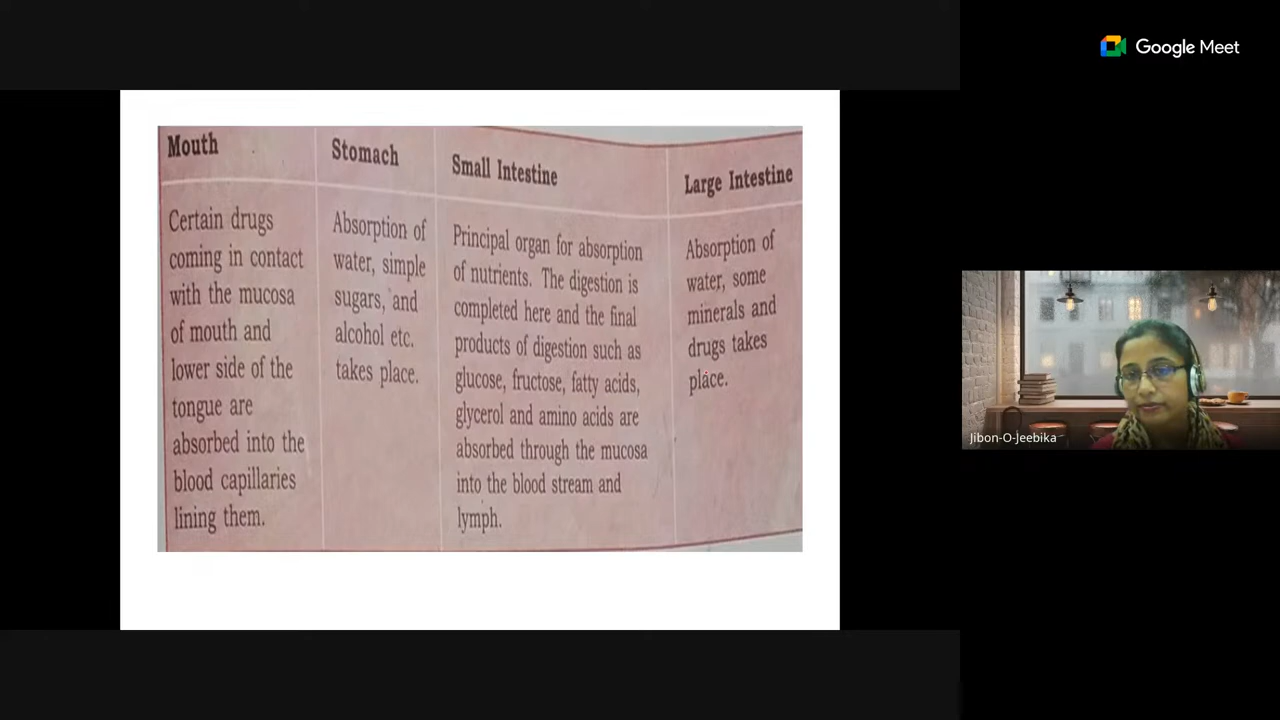 Google Meet
Mouth
Certain drugs
coming in contact
with the mucosa
of mouth and
lower side of the
tongue are
absorbed into the
blood capillaries
lining them.
Stomach
Absorption of
water, simple
sugars, and
alcohol etc.
takes place.
Small Intestine
Principal organ for absorption
of nutrients. The digestion is
completed here and the final
products of digestion such as
glucose, fructose, fatty acids,
glycerol and amino acids are
absorbed through the mucosa
into the blood stream and
lymph.
Large Intestine
Absorption of
water, some
minerals and
drugs takes
place.
Jibon-O-Jeebika